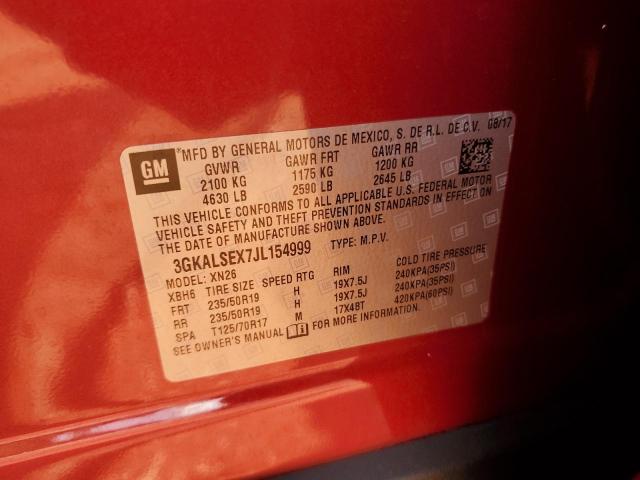 GM
*MFD BY GENERAL MOTORS DE MEXICO, S. DE R.L. DE C.V. 08/17
GVWR GAWR FRT GAWR RR
2100 KG 1175 KG 1200 KG
4630 LB 2590 LB 2645 LB
THIS VEHICLE CONFORMS TO ALL APPLICABLE U.S. FEDERAL MOTOR
VEHICLE SAFETY AND THEFT PREVENTION STANDARDS IN EFFECT ON
THE DATE OF MANUFACTURE SHOWN ABOVE.
3GKALSEX7JL154999 TYPE: M.P.V.
MODEL: XN26
XBH6 TIRE SIZE SPEED RTG RIM COLD TIRE PRESSURE
FRT 235/50R19 H 19X7.5J 240KPA(35PSI)
RR 235/50R19 H 19X7.5J 240KPA(35PSI)
SPA T125/70R17 M 17X4BT 420KPA(60PSI)
SEE OWNER'S MANUAL FOR MORE INFORMATION.